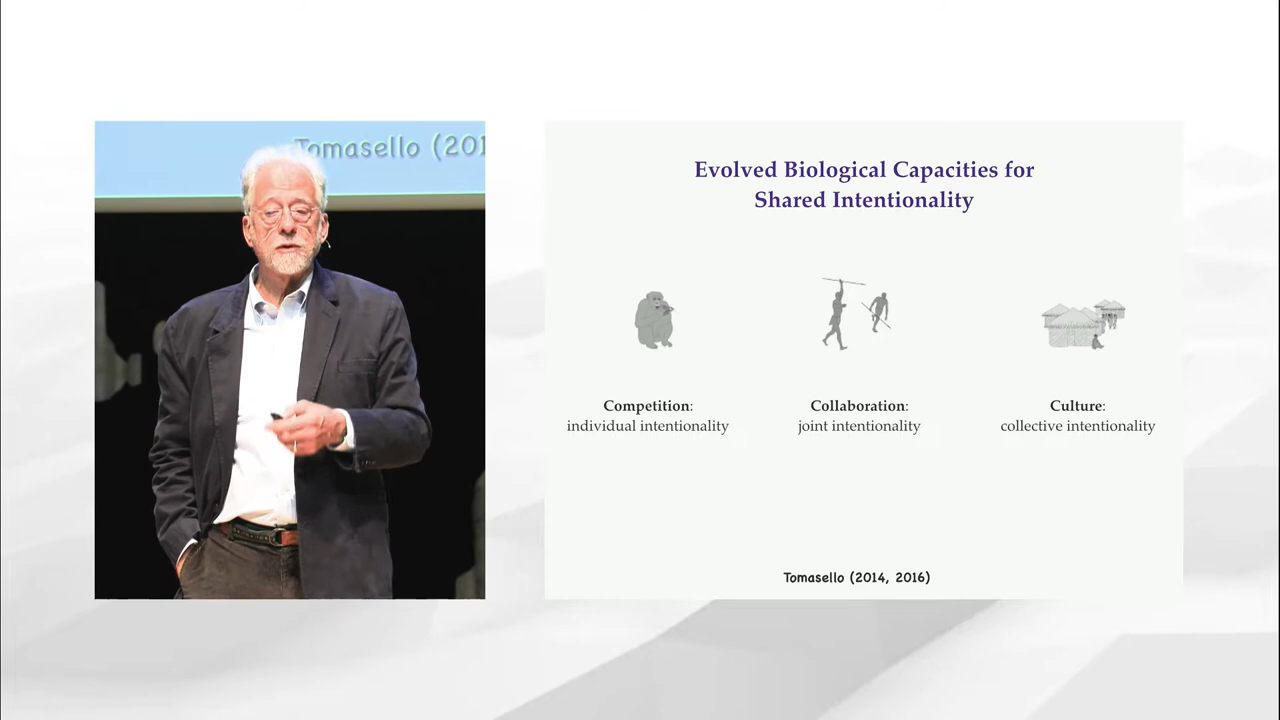 Tomasello (201
Evolved Biological Capacities for
Shared Intentionality
Competition:
individual intentionality
Collaboration:
joint intentionality
Culture:
collective intentionality
Tomasello (2014, 2016)